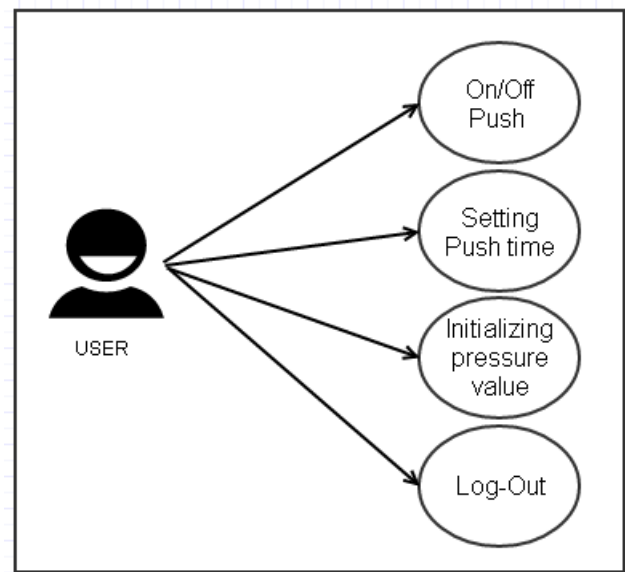 On/Off
Push
Setting
Push time
USER
Initializing
pressure
value
Log-Out